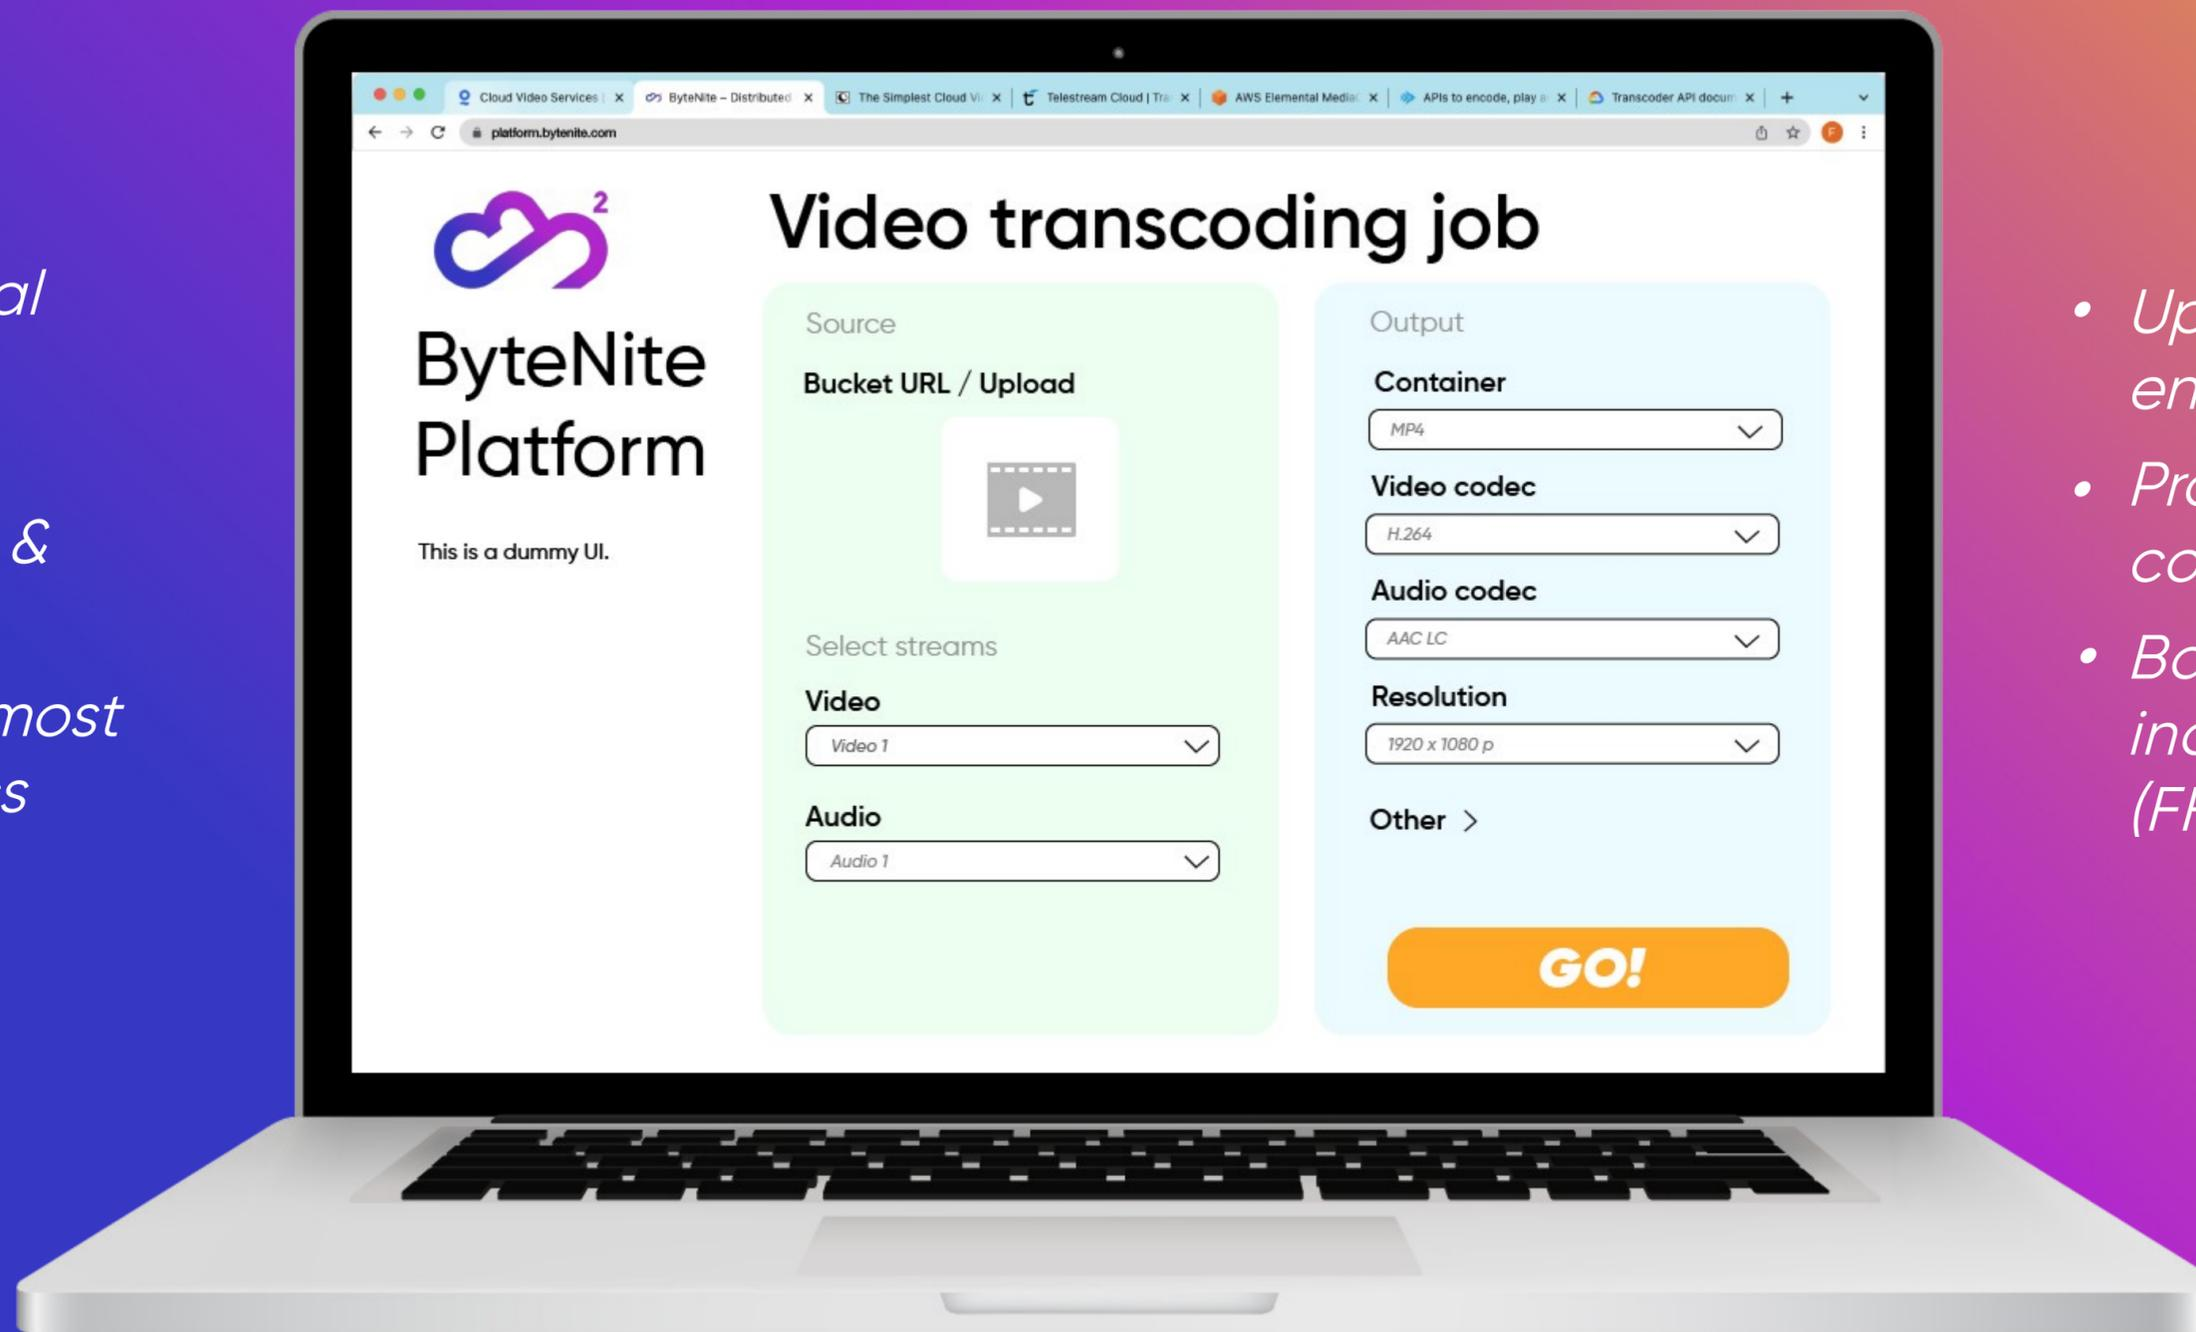 al
&
most
Cloud Video Services |
ByteNite – Distributed
The Simplest Cloud Vi
Telestream Cloud | Tra
AWS Elemental Media
APIs to encode, play a
Transcoder API docum
platform.bytenite.com
F
2
ByteNite
Platform
This is a dummy UI.
Video transcoding job
Source
Bucket URL / Upload
Select streams
Video
Video 1
Audio
Audio 1
Output
Container
MP4
Video codec
H.264
Audio codec
AAC LC
Resolution
1920 x 1080 p
Other >
GO!
• Up
en
• Pro
co
• Bo